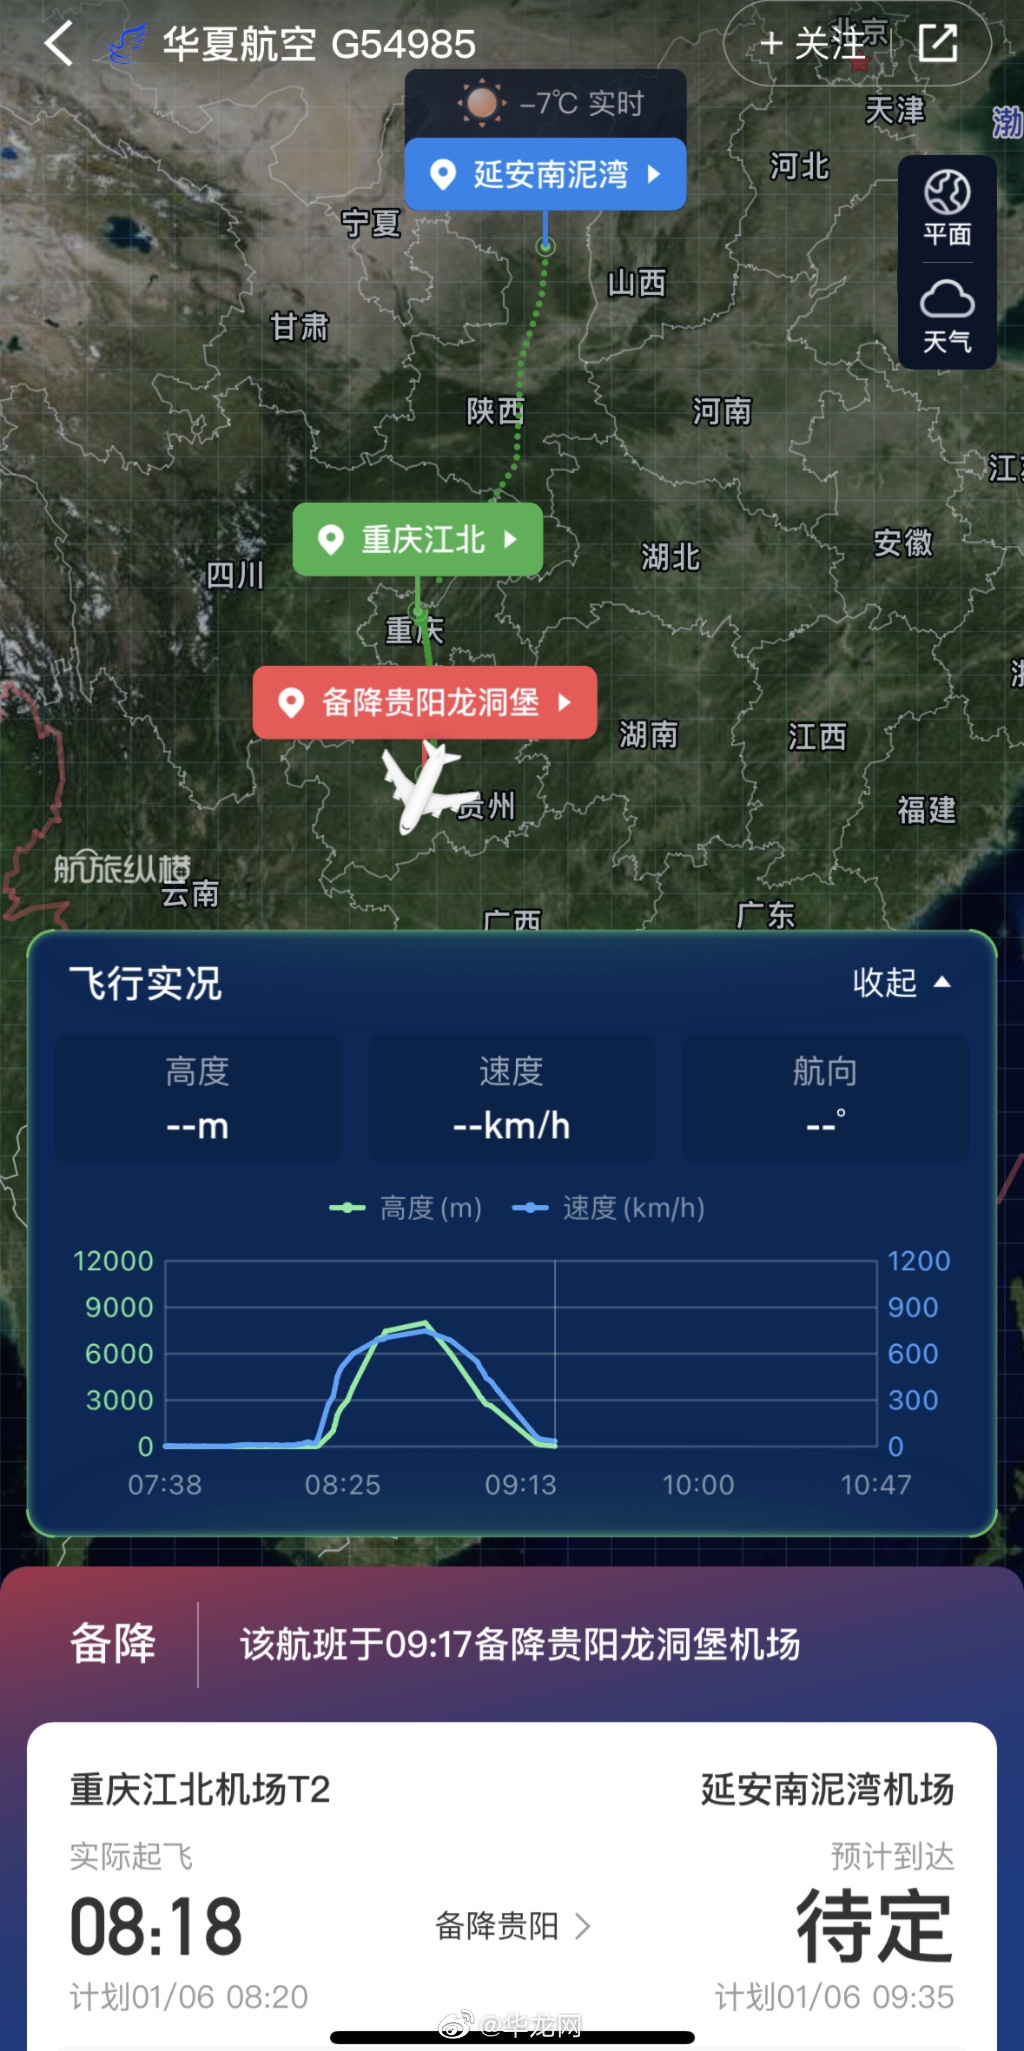 华夏航空 G54985
+ 关注
北京
-7℃ 实时
天津
渤
延安南泥湾
河北
宁夏
平面
山西
甘肃
天气
陕西
河南
江
重庆江北
安徽
湖北
四川
重庆
备降贵阳龙洞堡
湖南
江西
贵州
福建
航旅纵横
云南
广西
广东
飞行实况
收起
高度
速度
航向
--m
--km/h
--°
高度(m)
速度(km/h)
12000
1200
9000
900
6000
600
3000
300
0
0
07:38
08:25
09:13
10:00
10:47
备降
该航班于09:17备降贵阳龙洞堡机场
重庆江北机场T2
延安南泥湾机场
实际起飞
预计到达
08:18
备降贵阳
待定
计划01/06 08:20
计划01/06 09:35
@华龙网